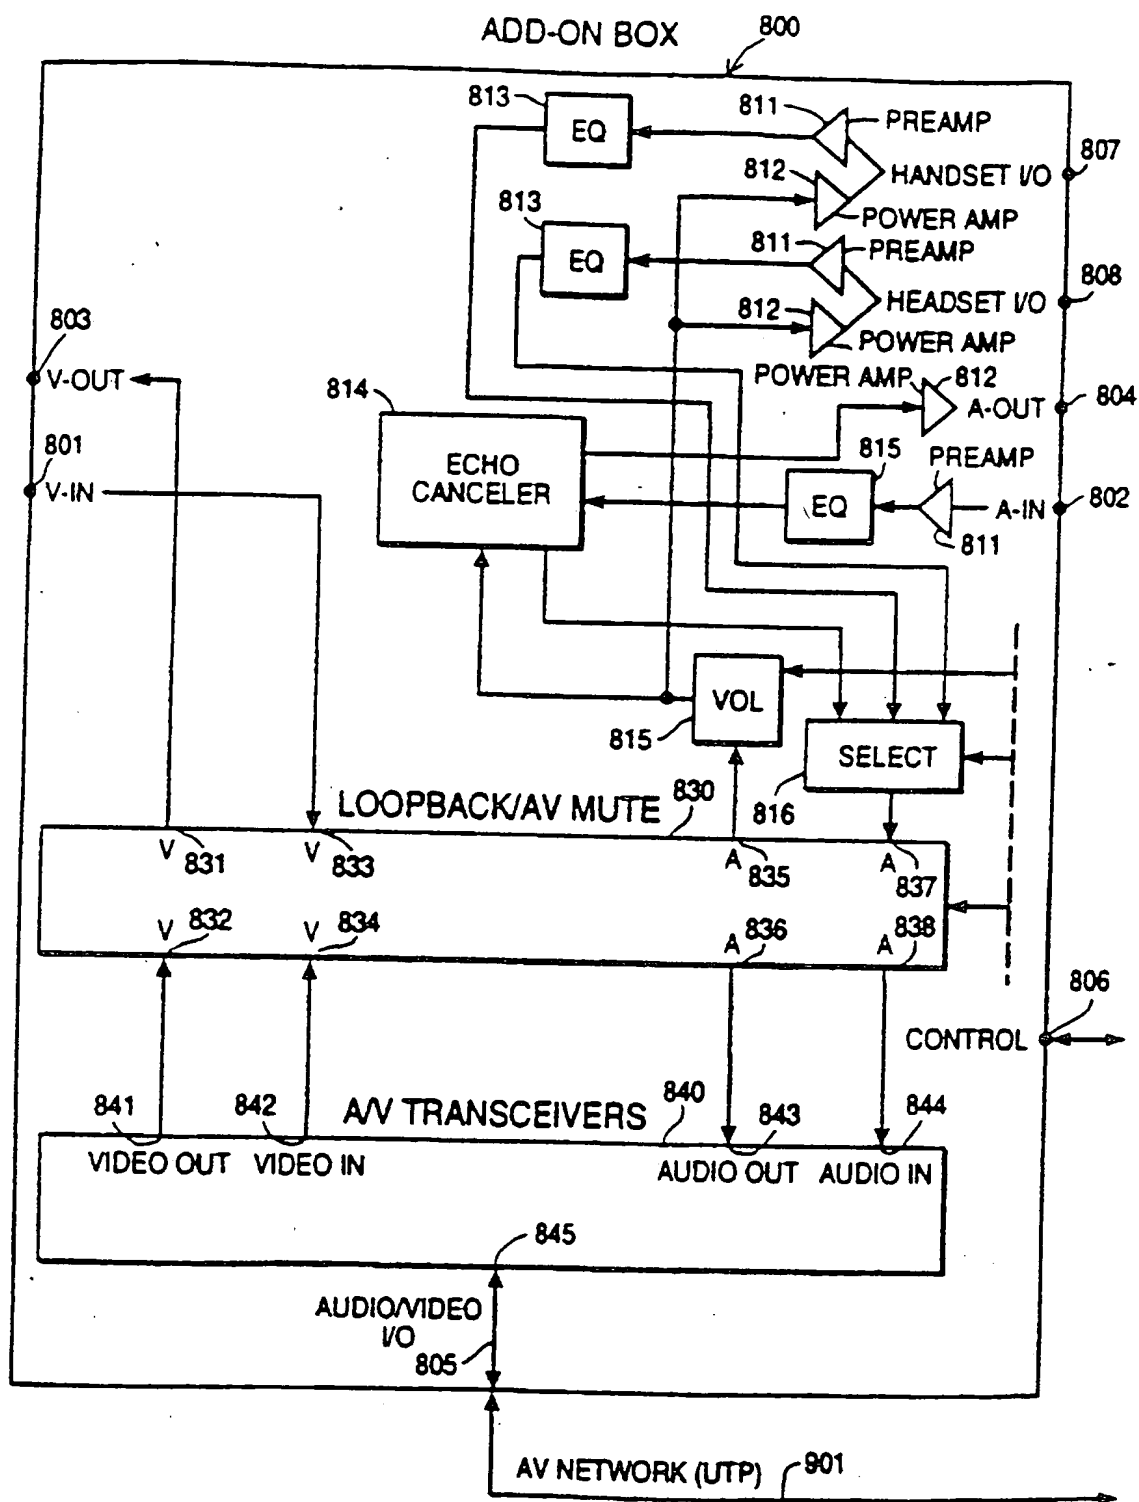 ADD-ON BOX
800
813
EQ
811
PREAMP
807
812
HANDSET I/O
POWER AMP
813
EQ
811
PREAMP
808
812
HEADSET I/O
POWER AMP
803
V-OUT
814
POWER AMP
812
A-OUT
804
801
V-IN
ECHO
CANCELER
815
EQ
PREAMP
A-IN
802
811
VOL
815
SELECT
816
LOOPBACK/AV MUTE
830
V
831
V
833
A
835
A
837
V
832
V
834
A
836
A
838
806
CONTROL
841
842
A/V TRANSCEIVERS
840
843
844
VIDEO OUT
VIDEO IN
AUDIO OUT
AUDIO IN
845
AUDIO/VIDEO
I/O
805
AV NETWORK (UTP)
901